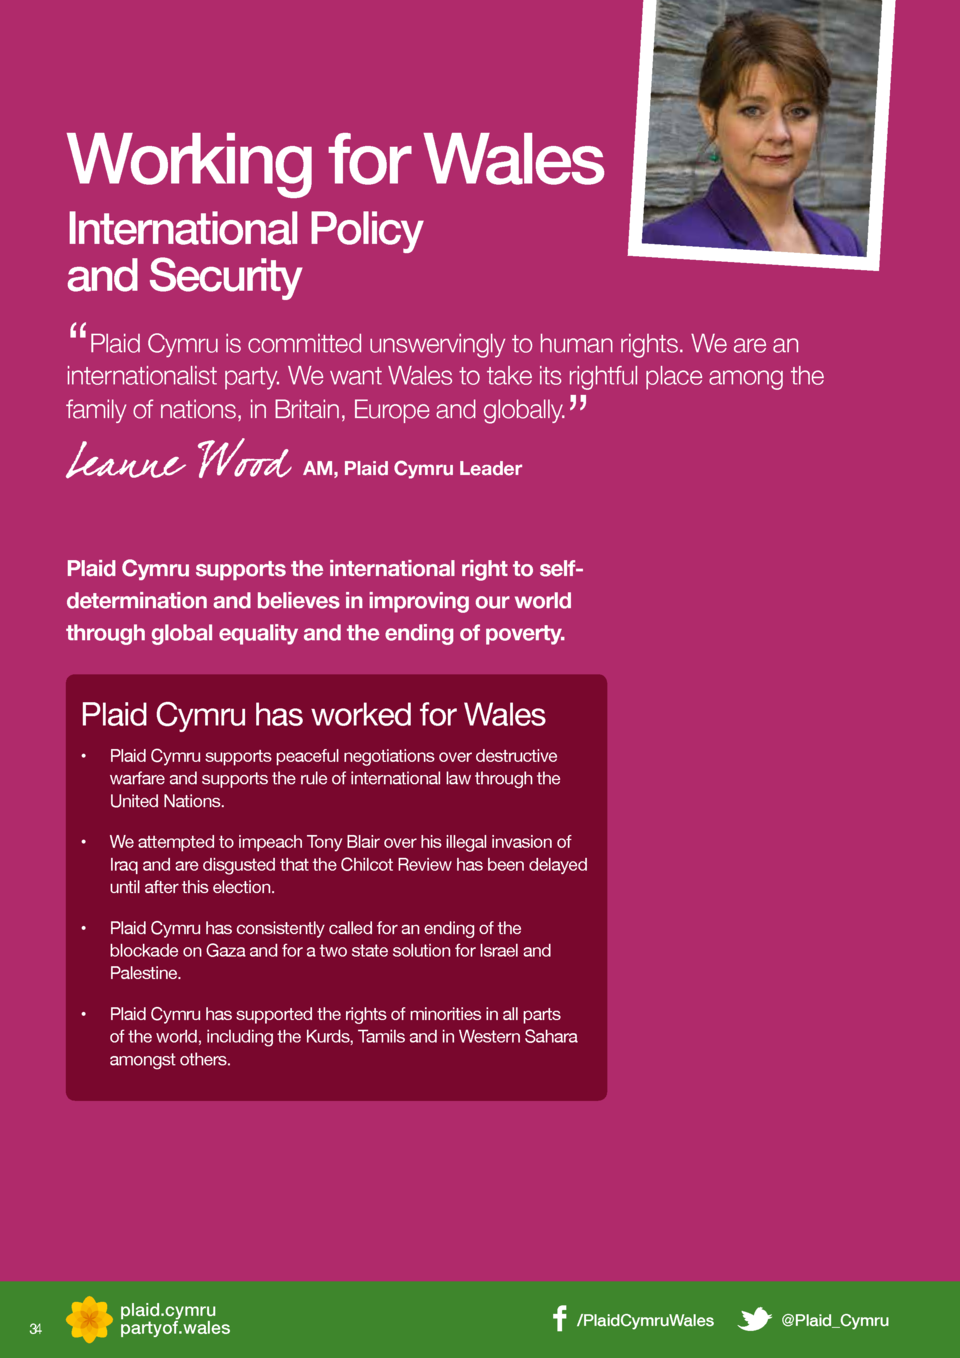 Working for Wales
International Policy
and Security
“Plaid Cymru is committed unswervingly to human rights. We are an
internationalist party. We want Wales to take its rightful place among the
family of nations, in Britain, Europe and globally.”
Leanne Wood AM, Plaid Cymru Leader
Plaid Cymru supports the international right to self-
determination and believes in improving our world
through global equality and the ending of poverty.
Plaid Cymru has worked for Wales
• Plaid Cymru supports peaceful negotiations over destructive
warfare and supports the rule of international law through the
United Nations.
• We attempted to impeach Tony Blair over his illegal invasion of
Iraq and are disgusted that the Chilcot Review has been delayed
until after this election.
• Plaid Cymru has consistently called for an ending of the
blockade on Gaza and for a two state solution for Israel and
Palestine.
• Plaid Cymru has supported the rights of minorities in all parts
of the world, including the Kurds, Tamils and in Western Sahara
amongst others.
34
plaid.cymru
partyof.wales
/PlaidCymruWales
@Plaid_Cymru